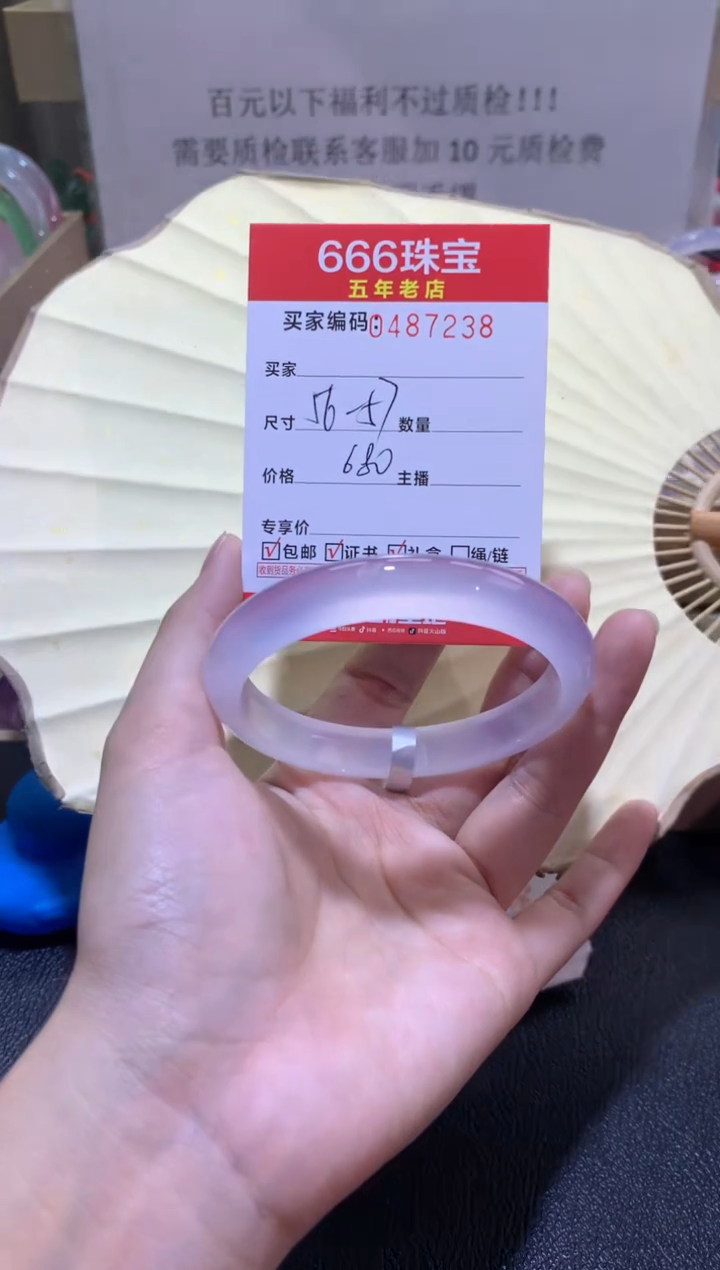 百元以下福利不过质检!!!
需要质检联系客服加 10 元质检费
666珠宝
五年老店
买家编码:0487238
买家
尺寸 56-57 数量
价格 680 主播
专享价
包邮 证书 礼盒 绳/链